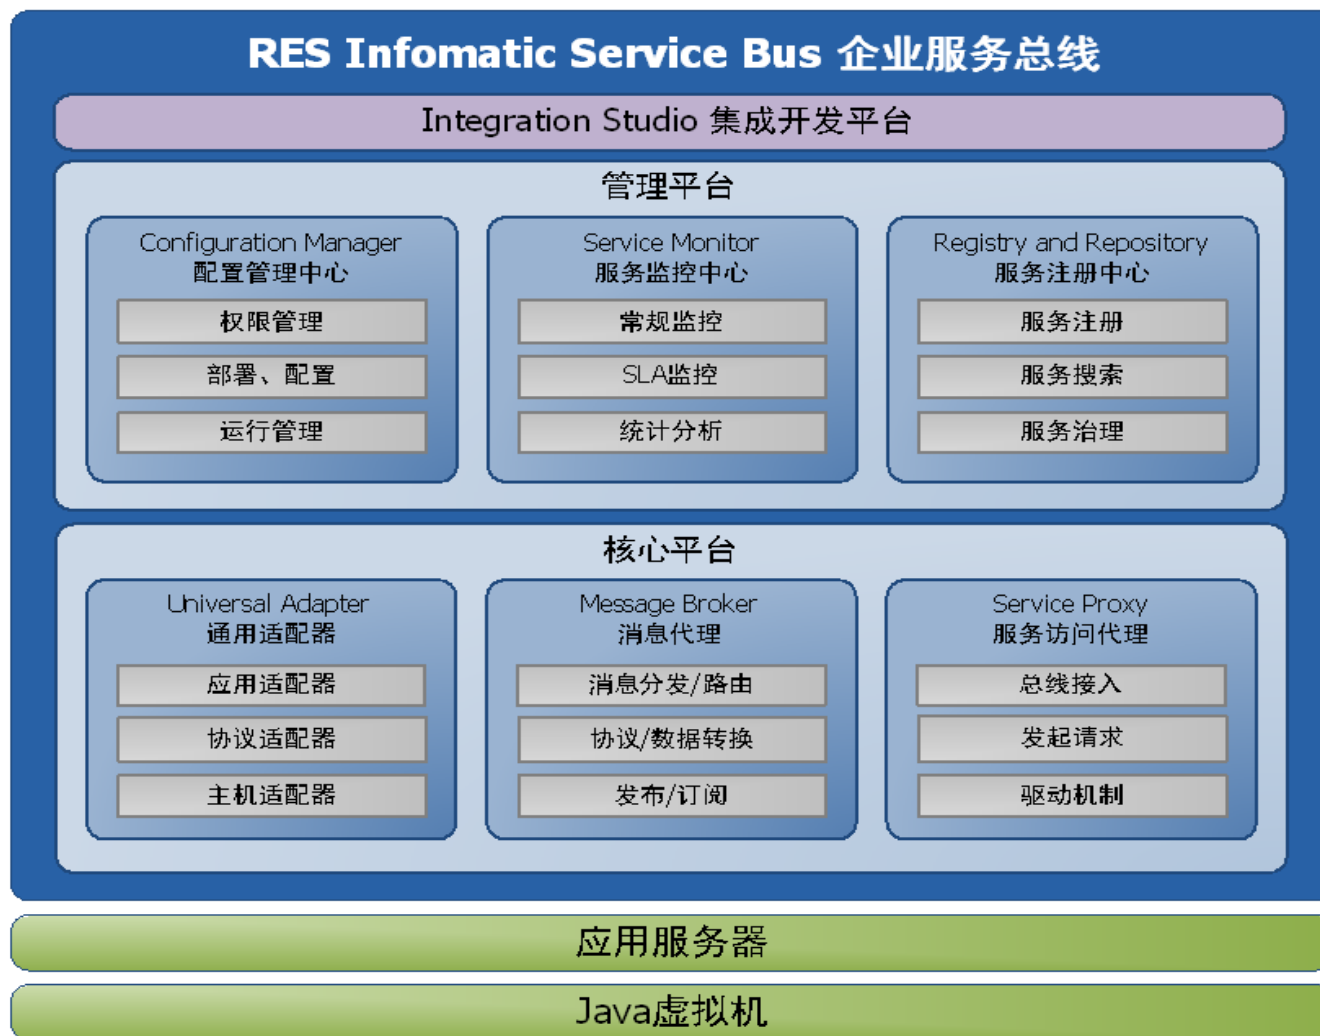 RES Infomatic Service Bus 企业服务总线
Integration Studio 集成开发平台
管理平台
Configuration Manager
配置管理中心
权限管理
部署、配置
运行管理
Service Monitor
服务监控中心
常规监控
SLA监控
统计分析
Registry and Repository
服务注册中心
服务注册
服务搜索
服务治理
核心平台
Universal Adapter
通用适配器
应用适配器
协议适配器
主机适配器
Message Broker
消息代理
消息分发/路由
协议/数据转换
发布/订阅
Service Proxy
服务访问代理
总线接入
发起请求
驱动机制
应用服务器
Java虚拟机